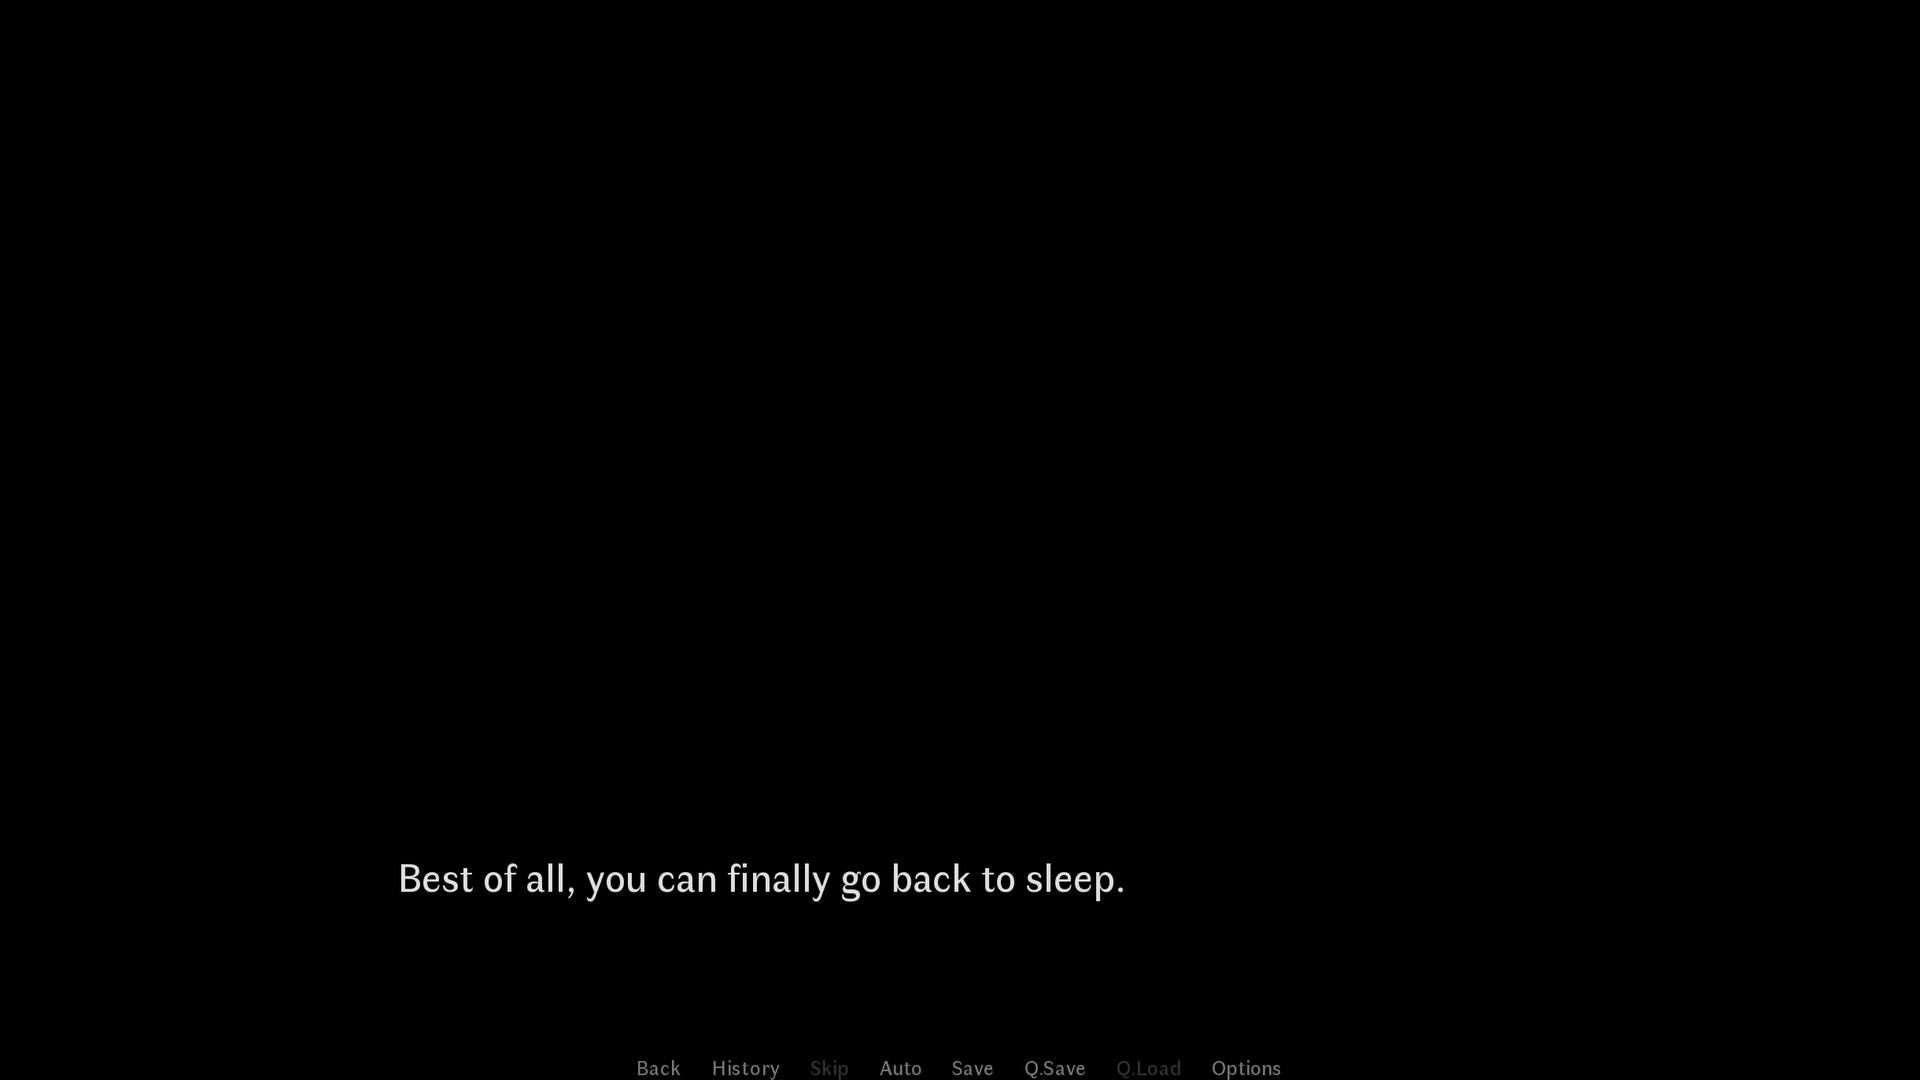 Best of all, you can finally go back to sleep.
Back History Skip Auto Save Q.Save Q.Load Options